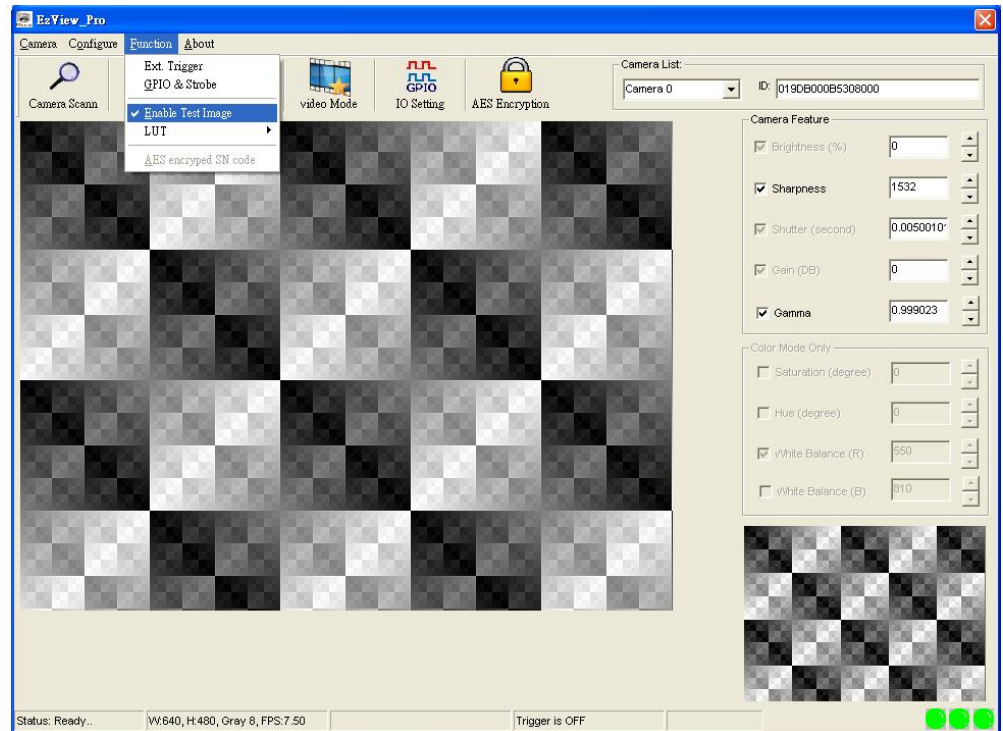 EzView_Pro
Camera Configure Function About
Ext. Trigger
GPIO & Strobe
Enable Test Image
LUT
AES encryped SN code
Camera Scann
video Mode
GPIO
IO Setting
AES Encryption
Camera List:
Camera 0
ID: 019DB000B5308000
Camera Feature
Brightness (%) 0
Sharpness 1532
Shutter (second) 0.0050010
Gain (DB) 0
Gamma 0.999023
Color Mode Only
Saturation (degree) 0
Hue (degree) 0
White Balance (R) 550
White Balance (B) 810
Status: Ready.. W:640, H:480, Gray 8, FPS:7.50 Trigger is OFF